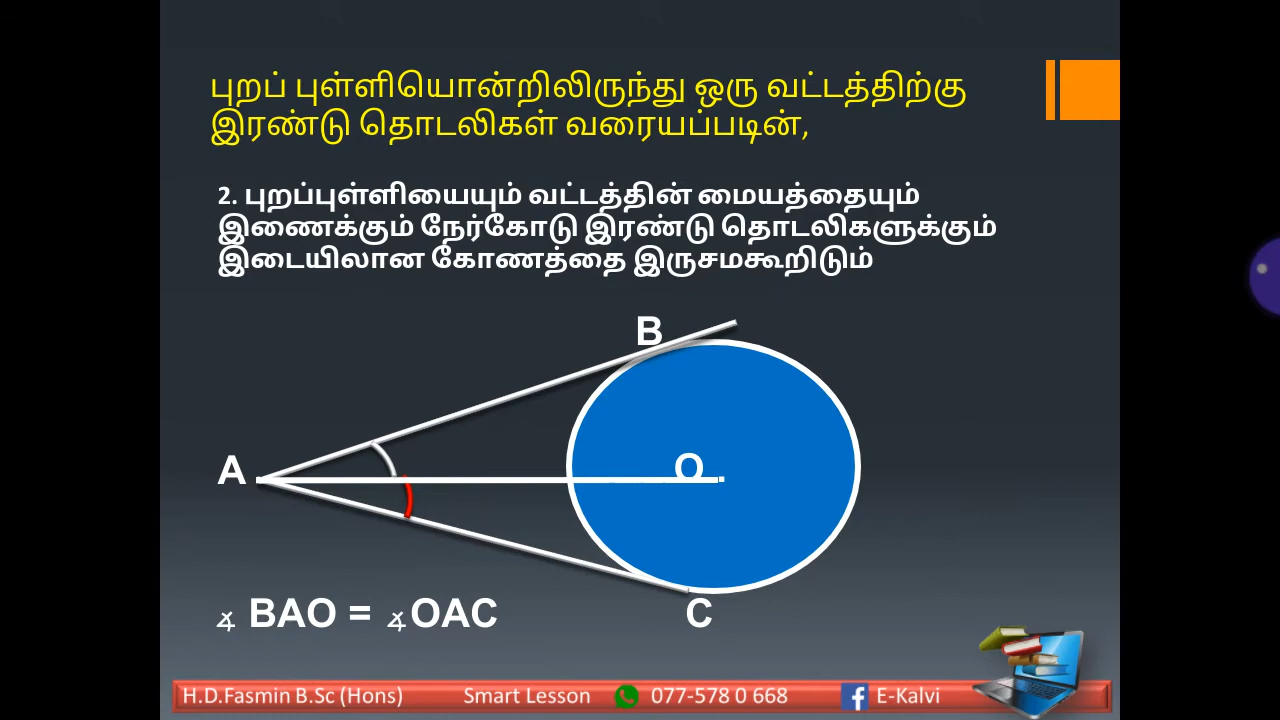 புறப் புள்ளியொன்றிலிருந்து ஒரு வட்டத்திற்கு
இரண்டு தொடலிகள் வரையப்படின்,
2. புறப்புள்ளியையும் வட்டத்தின் மையத்தையும்
இணைக்கும் நேர்கோடு இரண்டு தொடலிகளுக்கும்
இடையிலான கோணத்தை இருசமகூறிடும்
B
A
O .
C
∡ BAO = ∡OAC
H.D.Fasmin B.Sc (Hons) Smart Lesson 077-578 0 668 E-Kalvi